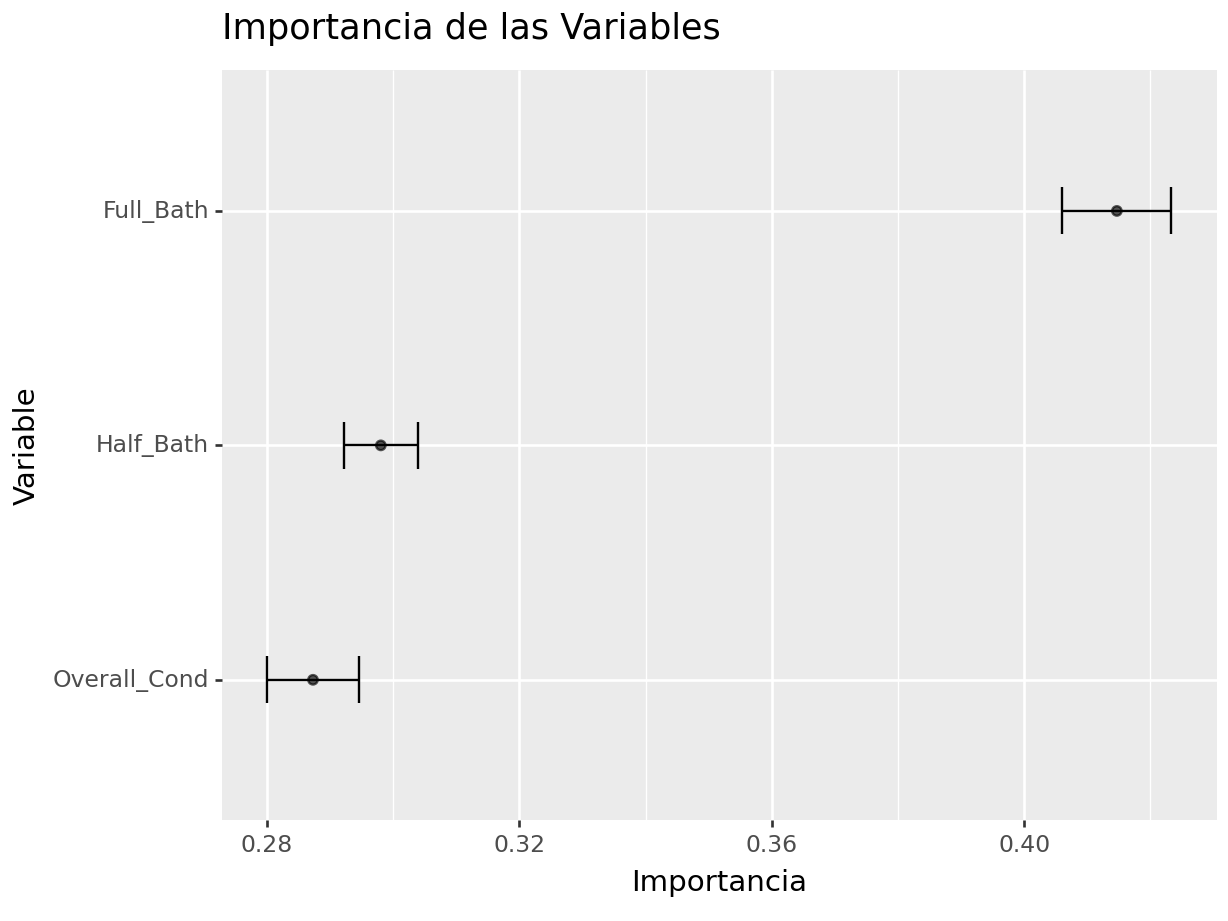 Importancia de las Variables
Variable
Full_Bath
Half_Bath
Overall_Cond
0.28 0.32 0.36 0.40
Importancia